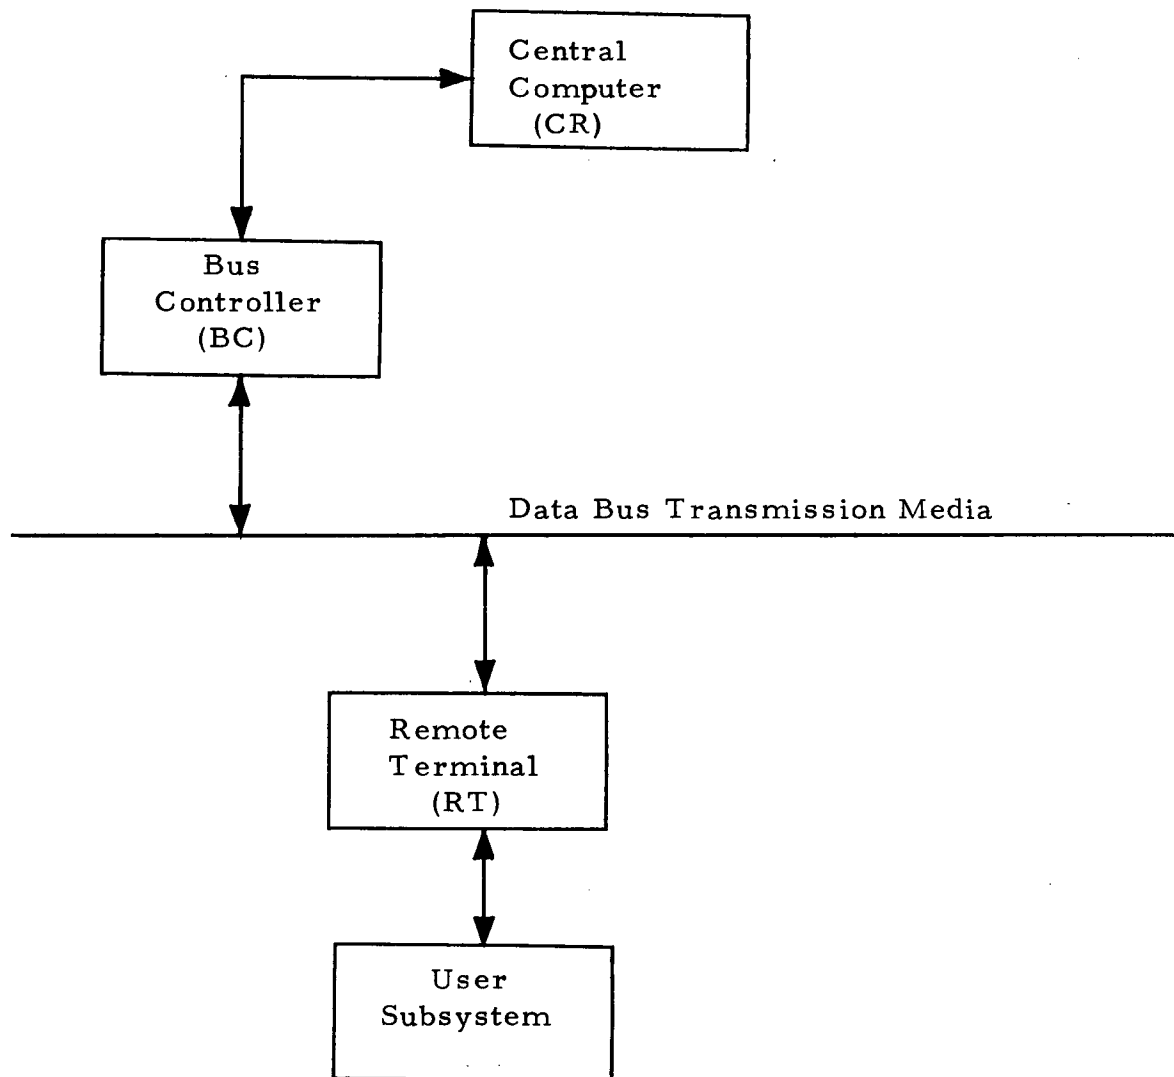 Central
Computer
(CR)
Bus
Controller
(BC)
Data Bus Transmission Media
Remote
Terminal
(RT)
User
Subsystem